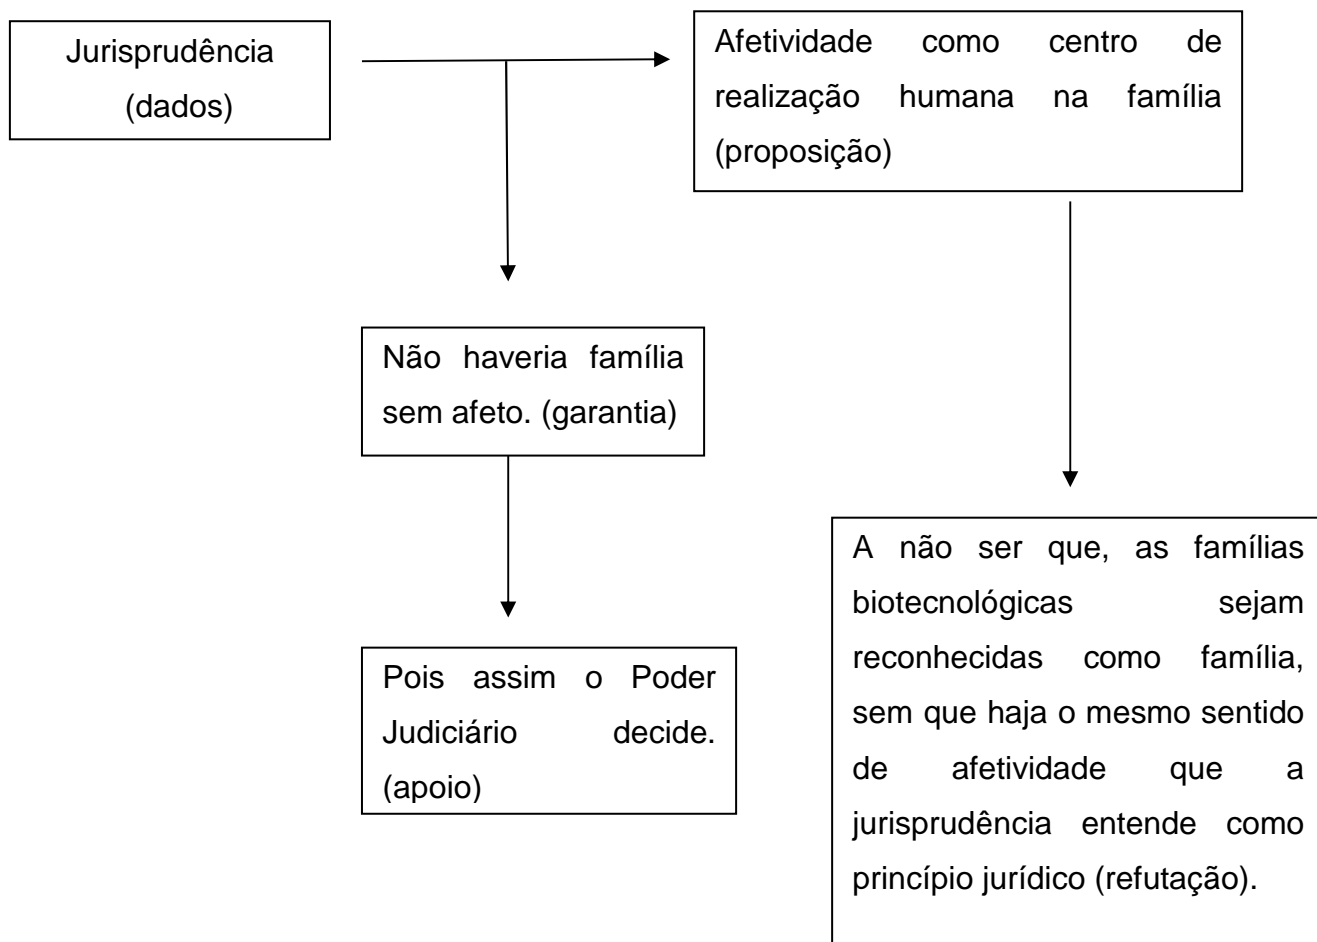 Jurisprudência
(dados)
Afetividade como centro de
realização humana na família
(proposição)
Não haveria família
sem afeto. (garantia)
Pois assim o Poder
Judiciário decide.
(apoio)
A não ser que, as famílias
biotecnológicas sejam
reconhecidas como família,
sem que haja o mesmo sentido
de afetividade que a
jurisprudência entende como
princípio jurídico (refutação).